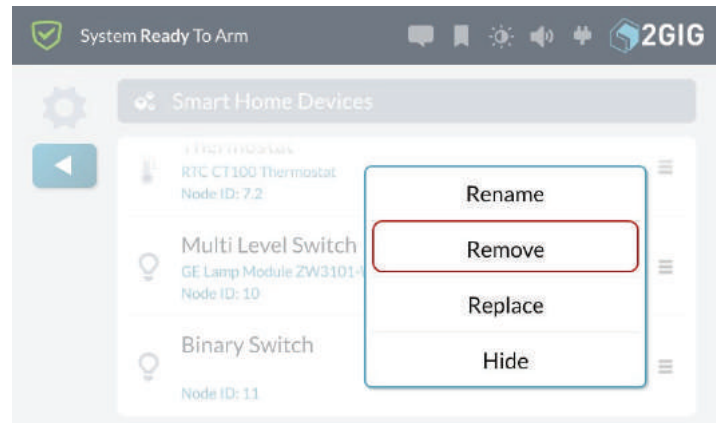 System Ready To Arm
2GIG
Smart Home Devices
Thermostat
RTC CT100 Thermostat
Node ID: 7.2
Multi Level Switch
GE Lamp Module ZW3101-
Node ID: 10
Binary Switch
Node ID: 11
Rename
Remove
Replace
Hide